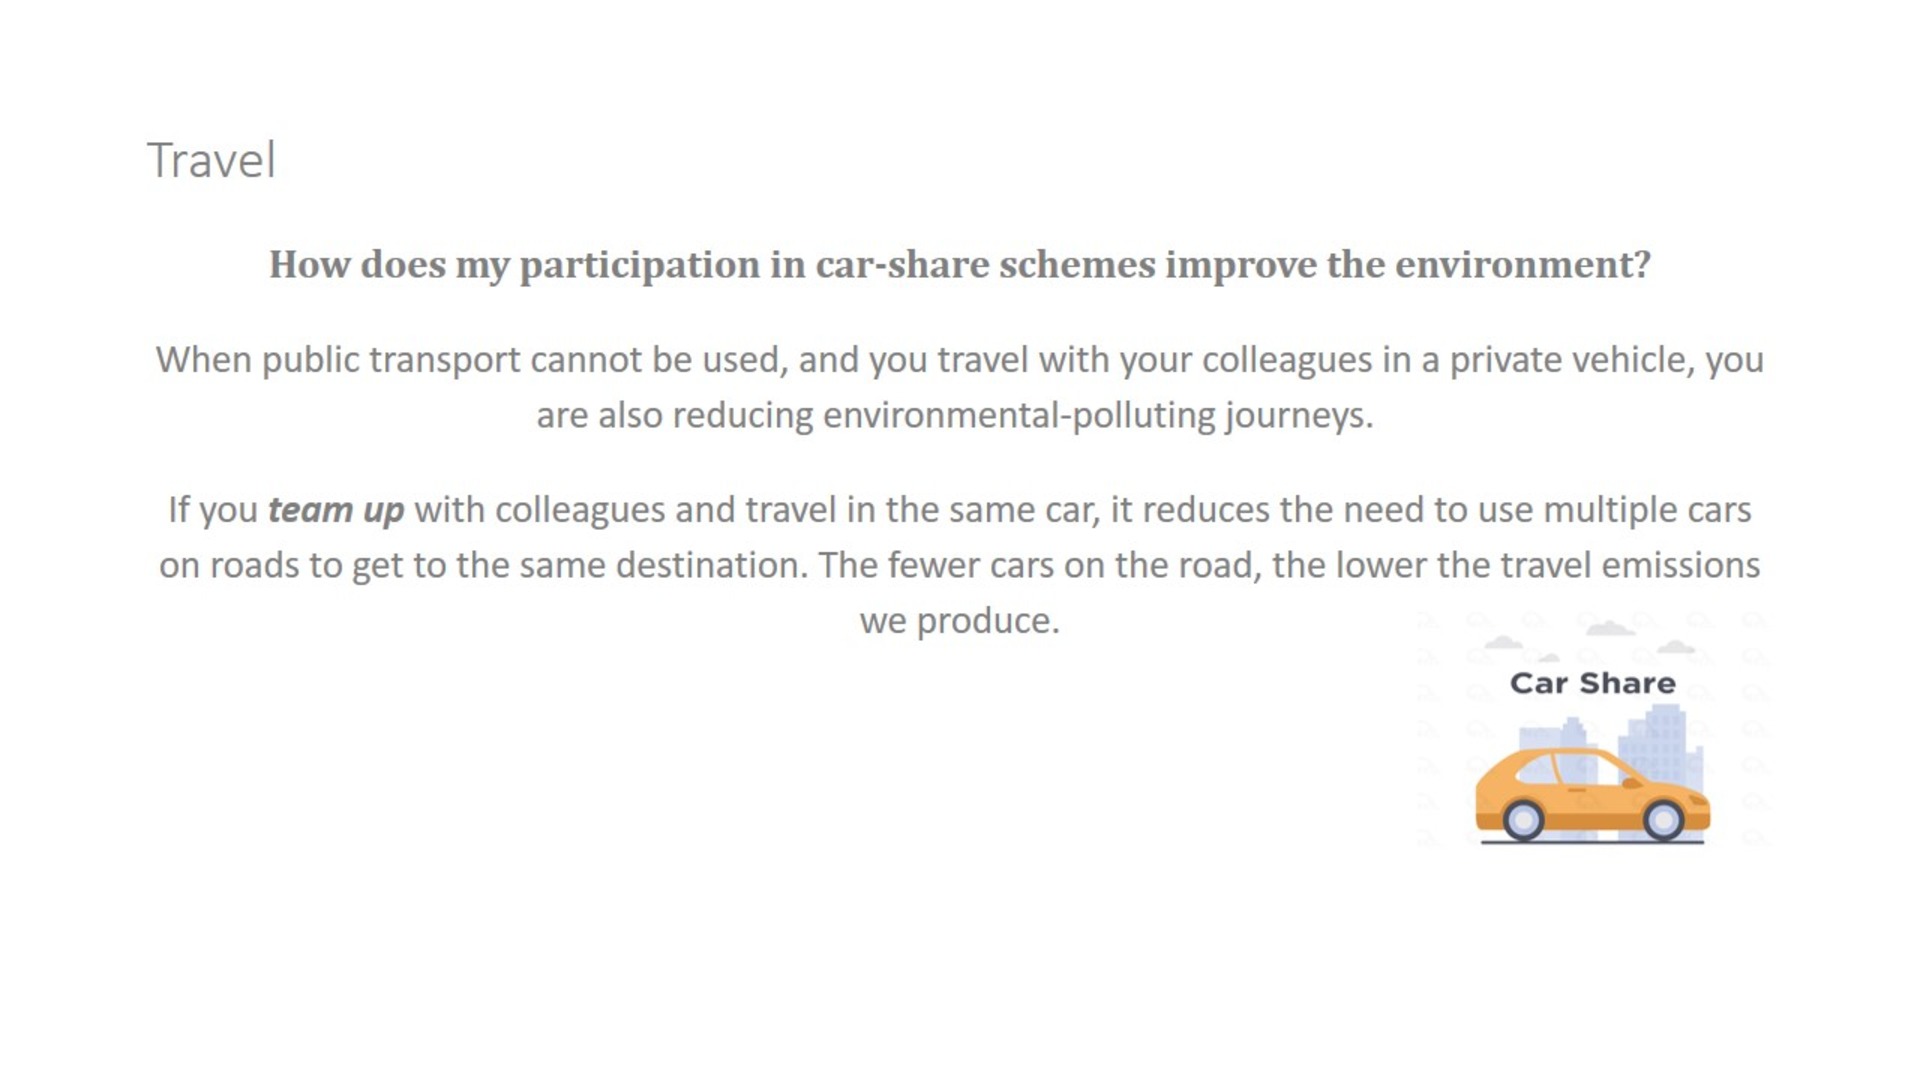 Travel
How does my participation in car-share schemes improve the environment?
When public transport cannot be used, and you travel with your colleagues in a private vehicle, you
are also reducing environmental-polluting journeys.
If you team up with colleagues and travel in the same car, it reduces the need to use multiple cars
on roads to get to the same destination. The fewer cars on the road, the lower the travel emissions
we produce.
Car Share